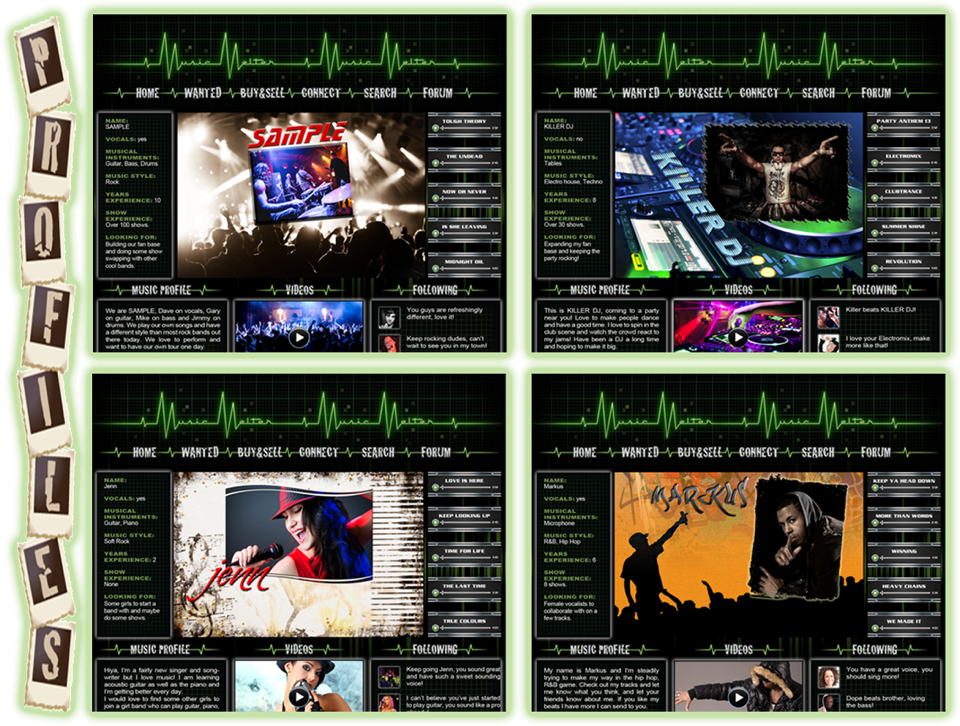 PROFILES
Music Melter Music Melter
HOME WANTED BUY&SELL CONNECT SEARCH FORUM
NAME:
SAMPLE
VOCALS: yes
MUSICAL
INSTRUMENTS:
Guitar, Bass, Drums
MUSIC STYLE:
Rock
YEARS
EXPERIENCE: 10
SHOW
EXPERIENCE:
Over 100 shows.
LOOKING FOR:
Building our fan base
and doing some show
swapping with other
cool bands.
SAMPLE
TOUGH THEORY
THE UNDEAD
NOW OR NEVER
IS SHE LEAVING
MIDNIGHT OIL
MUSIC PROFILE VIDEOS FOLLOWING
We are SAMPLE, Dave on vocals, Gary
on guitar, Mike on bass and Jimmy on
drums. We play our own songs and have
a different style than most rock bands out
there today. We love to perform and
want to have our own tour one day.
You guys are refreshingly
different, love it!
Keep rocking dudes, can't
wait to see you in my town!
Music Melter Music Melter
HOME WANTED BUY&SELL CONNECT SEARCH FORUM
NAME:
KILLER DJ
VOCALS: no
MUSICAL
INSTRUMENTS:
Tables
MUSIC STYLE:
Electro house, Techno
YEARS
EXPERIENCE: 8
SHOW
EXPERIENCE:
Over 30 shows.
LOOKING FOR:
Expanding my fan
base and keeping the
party rocking!
KILLER DJ
PARTY ANTHEM 13
ELECTROMIX
CLUBTRANCE
SUMMER SHINE
REVOLUTION
MUSIC PROFILE VIDEOS FOLLOWING
This is KILLER DJ, coming to a party
near you! Love to make people dance
and have a good time. I love to spin in the
club scene and watch the crowd react to
my jams! Have been a DJ a long time
and hoping to make it big.
Killer beats KILLER DJ!
I love your Electromix, make
more like that!
Music Melter Music Melter
HOME WANTED BUY&SELL CONNECT SEARCH FORUM
NAME:
Jenn
VOCALS: yes
MUSICAL
INSTRUMENTS:
Guitar, Piano
MUSIC STYLE:
Soft Rock
YEARS
EXPERIENCE: 2
SHOW
EXPERIENCE:
None
LOOKING FOR:
Some girls to start a
band with and maybe
do some shows.
jenn
LOVE IS HERE
KEEP LOOKING UP
TIME FOR LIFE
THE LAST TIME
TRUE COLOURS
MUSIC PROFILE VIDEOS FOLLOWING
Hiya, I'm a fairly new singer and song-
writer but I love music! I am learning
acoustic guitar as well as the piano and
I'm getting better every day.
I would love to find some other girls to
join a girl band who can play guitar, piano,
Keep going Jenn, you sound great
and have such a sweet sounding
voice!
I can't believe you've just started
to play guitar, you sound like a pro
Music Melter Music Melter
HOME WANTED BUY&SELL CONNECT SEARCH FORUM
NAME:
Markus
VOCALS: yes
MUSICAL
INSTRUMENTS:
Microphone
MUSIC STYLE:
R&B, Hip Hop
YEARS
EXPERIENCE: 6
SHOW
EXPERIENCE:
8 shows.
LOOKING FOR:
Female vocalists to
collaborate with on a
few tracks.
MARKUS
KEEP YA HEAD DOWN
MORE THAN WORDS
WINNING
HEAVY CHAINS
WE MADE IT
MUSIC PROFILE VIDEOS FOLLOWING
My name is Markus and I'm steadily
trying to make my way in the hip hop,
R&B game. Check out my tracks and let
me know what you think, and let your
friends know about me. If you like my
beats I have more I can send to you.
You have a great voice, you
should sing more!
Dope beats brother, loving
the bass!